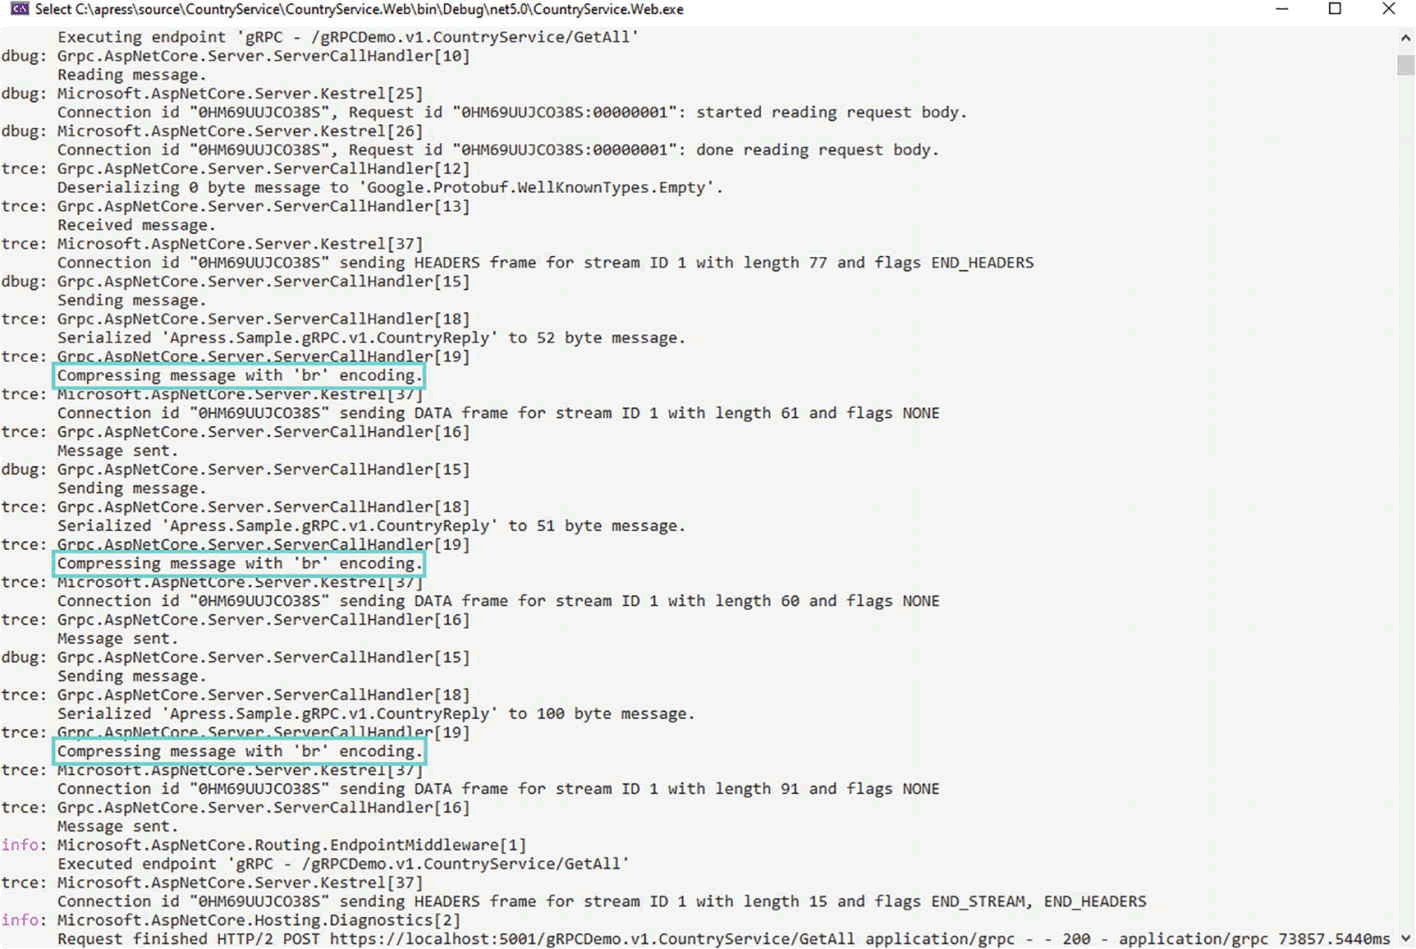 Select C:\apress\source\CountryService\CountryService.Web\bin\Debug\net5.0\CountryService.Web.exe
Executing endpoint 'gRPC - /gRPCDemo.v1.CountryService/GetAll'
dbug: Grpc.AspNetCore.Server.ServerCallHandler[10]
Reading message.
dbug: Microsoft.AspNetCore.Server.Kestrel[25]
Connection id "0HM69UUJCO38S", Request id "0HM69UUJCO38S:00000001": started reading request body.
dbug: Microsoft.AspNetCore.Server.Kestrel[26]
Connection id "0HM69UUJCO38S", Request id "0HM69UUJCO38S:00000001": done reading request body.
trce: Grpc.AspNetCore.Server.ServerCallHandler[12]
Deserializing 0 byte message to 'Google.Protobuf.WellKnownTypes.Empty'.
trce: Grpc.AspNetCore.Server.ServerCallHandler[13]
Received message.
trce: Microsoft.AspNetCore.Server.Kestrel[37]
Connection id "0HM69UUJCO38S" sending HEADERS frame for stream ID 1 with length 77 and flags END_HEADERS
dbug: Grpc.AspNetCore.Server.ServerCallHandler[15]
Sending message.
trce: Grpc.AspNetCore.Server.ServerCallHandler[18]
Serialized 'Apress.Sample.gRPC.v1.CountryReply' to 52 byte message.
trce: Grpc.AspNetCore.Server.ServerCallHandler[19]
Compressing message with 'br' encoding.
trce: Microsoft.AspNetCore.Server.Kestrel[37]
Connection id "0HM69UUJCO38S" sending DATA frame for stream ID 1 with length 61 and flags NONE
trce: Grpc.AspNetCore.Server.ServerCallHandler[16]
Message sent.
dbug: Grpc.AspNetCore.Server.ServerCallHandler[15]
Sending message.
trce: Grpc.AspNetCore.Server.ServerCallHandler[18]
Serialized 'Apress.Sample.gRPC.v1.CountryReply' to 51 byte message.
trce: Grpc.AspNetCore.Server.ServerCallHandler[19]
Compressing message with 'br' encoding.
trce: Microsoft.AspNetCore.Server.Kestrel[37]
Connection id "0HM69UUJCO38S" sending DATA frame for stream ID 1 with length 60 and flags NONE
trce: Grpc.AspNetCore.Server.ServerCallHandler[16]
Message sent.
dbug: Grpc.AspNetCore.Server.ServerCallHandler[15]
Sending message.
trce: Grpc.AspNetCore.Server.ServerCallHandler[18]
Serialized 'Apress.Sample.gRPC.v1.CountryReply' to 100 byte message.
trce: Grpc.AspNetCore.Server.ServerCallHandler[19]
Compressing message with 'br' encoding.
trce: Microsoft.AspNetCore.Server.Kestrel[37]
Connection id "0HM69UUJCO38S" sending DATA frame for stream ID 1 with length 91 and flags NONE
trce: Grpc.AspNetCore.Server.ServerCallHandler[16]
Message sent.
info: Microsoft.AspNetCore.Routing.EndpointMiddleware[1]
Executed endpoint 'gRPC - /gRPCDemo.v1.CountryService/GetAll'
trce: Microsoft.AspNetCore.Server.Kestrel[37]
Connection id "0HM69UUJCO38S" sending HEADERS frame for stream ID 1 with length 15 and flags END_STREAM, END_HEADERS
info: Microsoft.AspNetCore.Hosting.Diagnostics[2]
Request finished HTTP/2 POST https://localhost:5001/gRPCDemo.v1.CountryService/GetAll application/grpc - - 200 - application/grpc 73857.5440ms